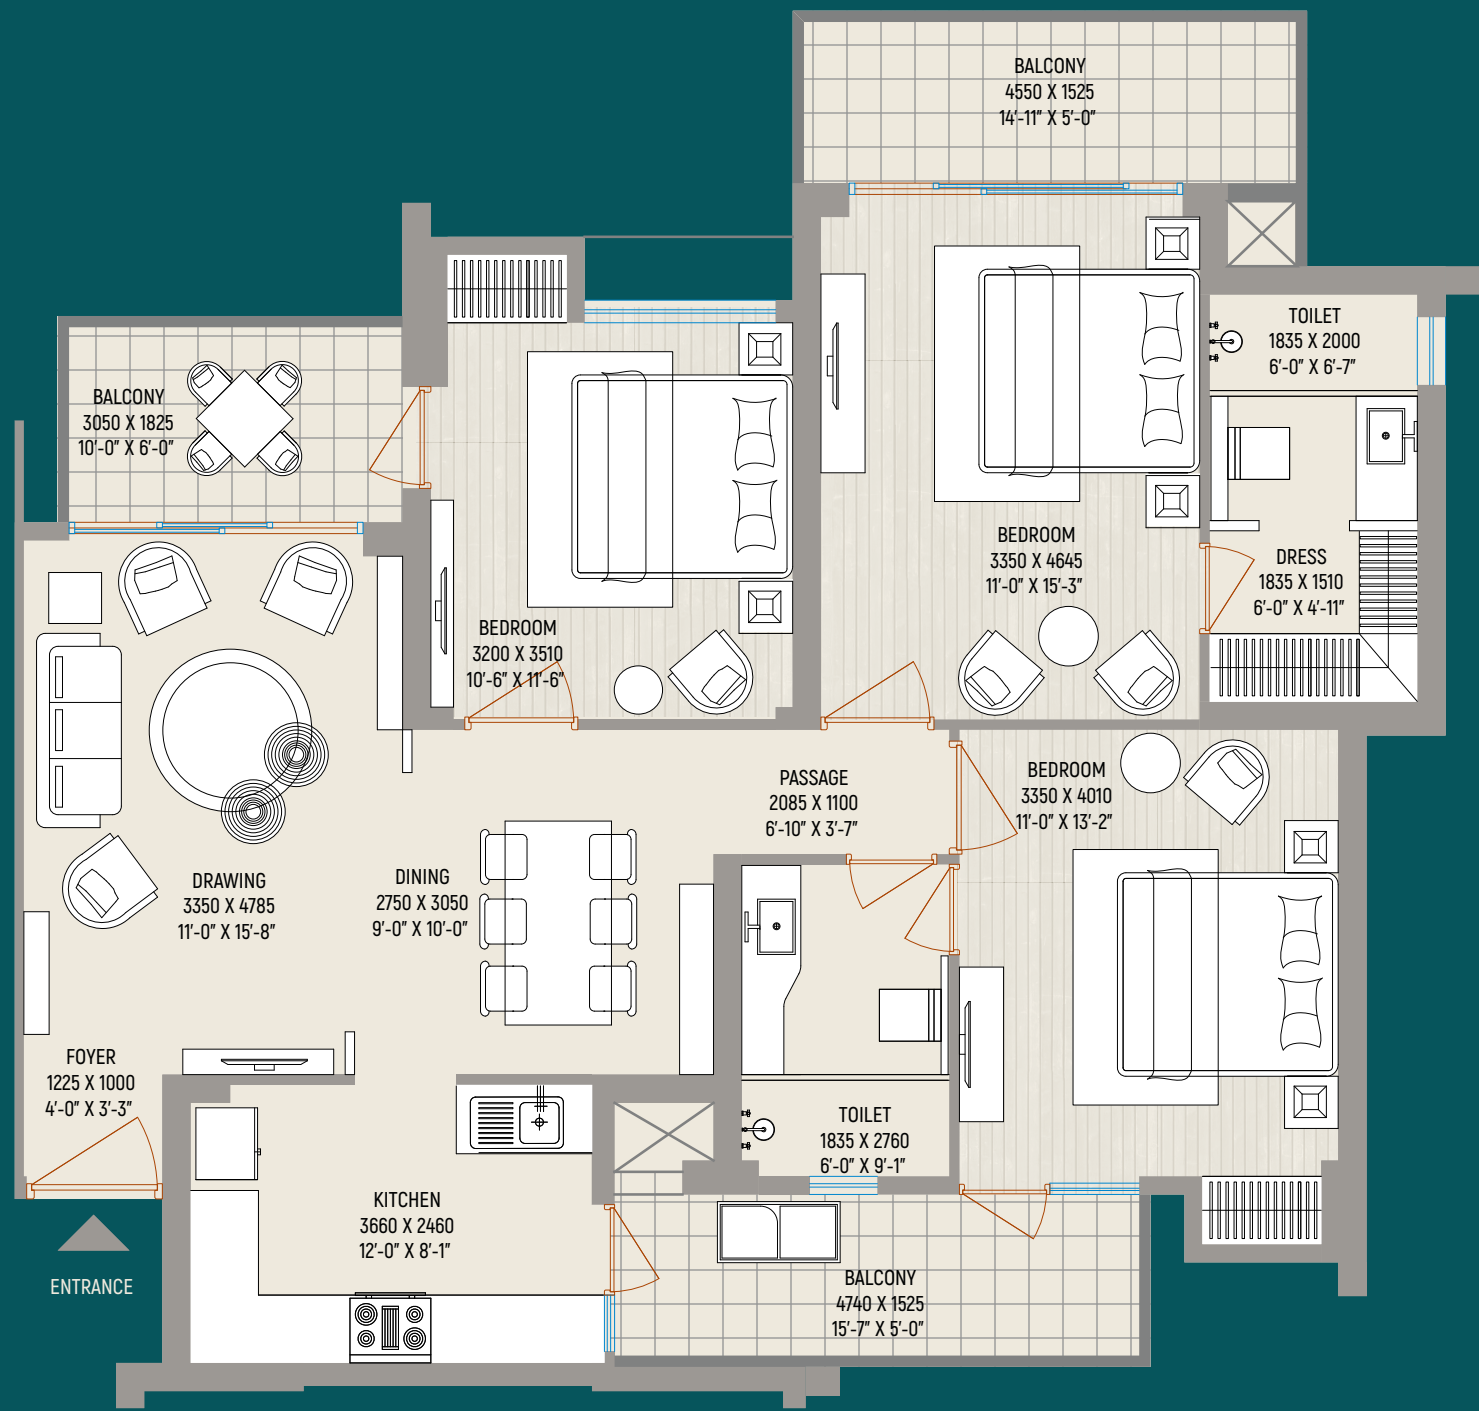 BALCONY
4550 X 1525
14'-11" X 5'-0"
TOILET
1835 X 2000
6'-0" X 6'-7"
BALCONY
3050 X 1825
10'-0" X 6'-0"
BEDROOM
3350 X 4645
11'-0" X 15'-3"
DRESS
1835 X 1510
6'-0" X 4'-11"
BEDROOM
3200 X 3510
10'-6" X 11'-6"
PASSAGE
2085 X 1100
6'-10" X 3'-7"
BEDROOM
3350 X 4010
11'-0" X 13'-2"
DRAWING
3350 X 4785
11'-0" X 15'-8"
DINING
2750 X 3050
9'-0" X 10'-0"
FOYER
1225 X 1000
4'-0" X 3'-3"
TOILET
1835 X 2760
6'-0" X 9'-1"
KITCHEN
3660 X 2460
12'-0" X 8'-1"
ENTRANCE
BALCONY
4740 X 1525
15'-7" X 5'-0"